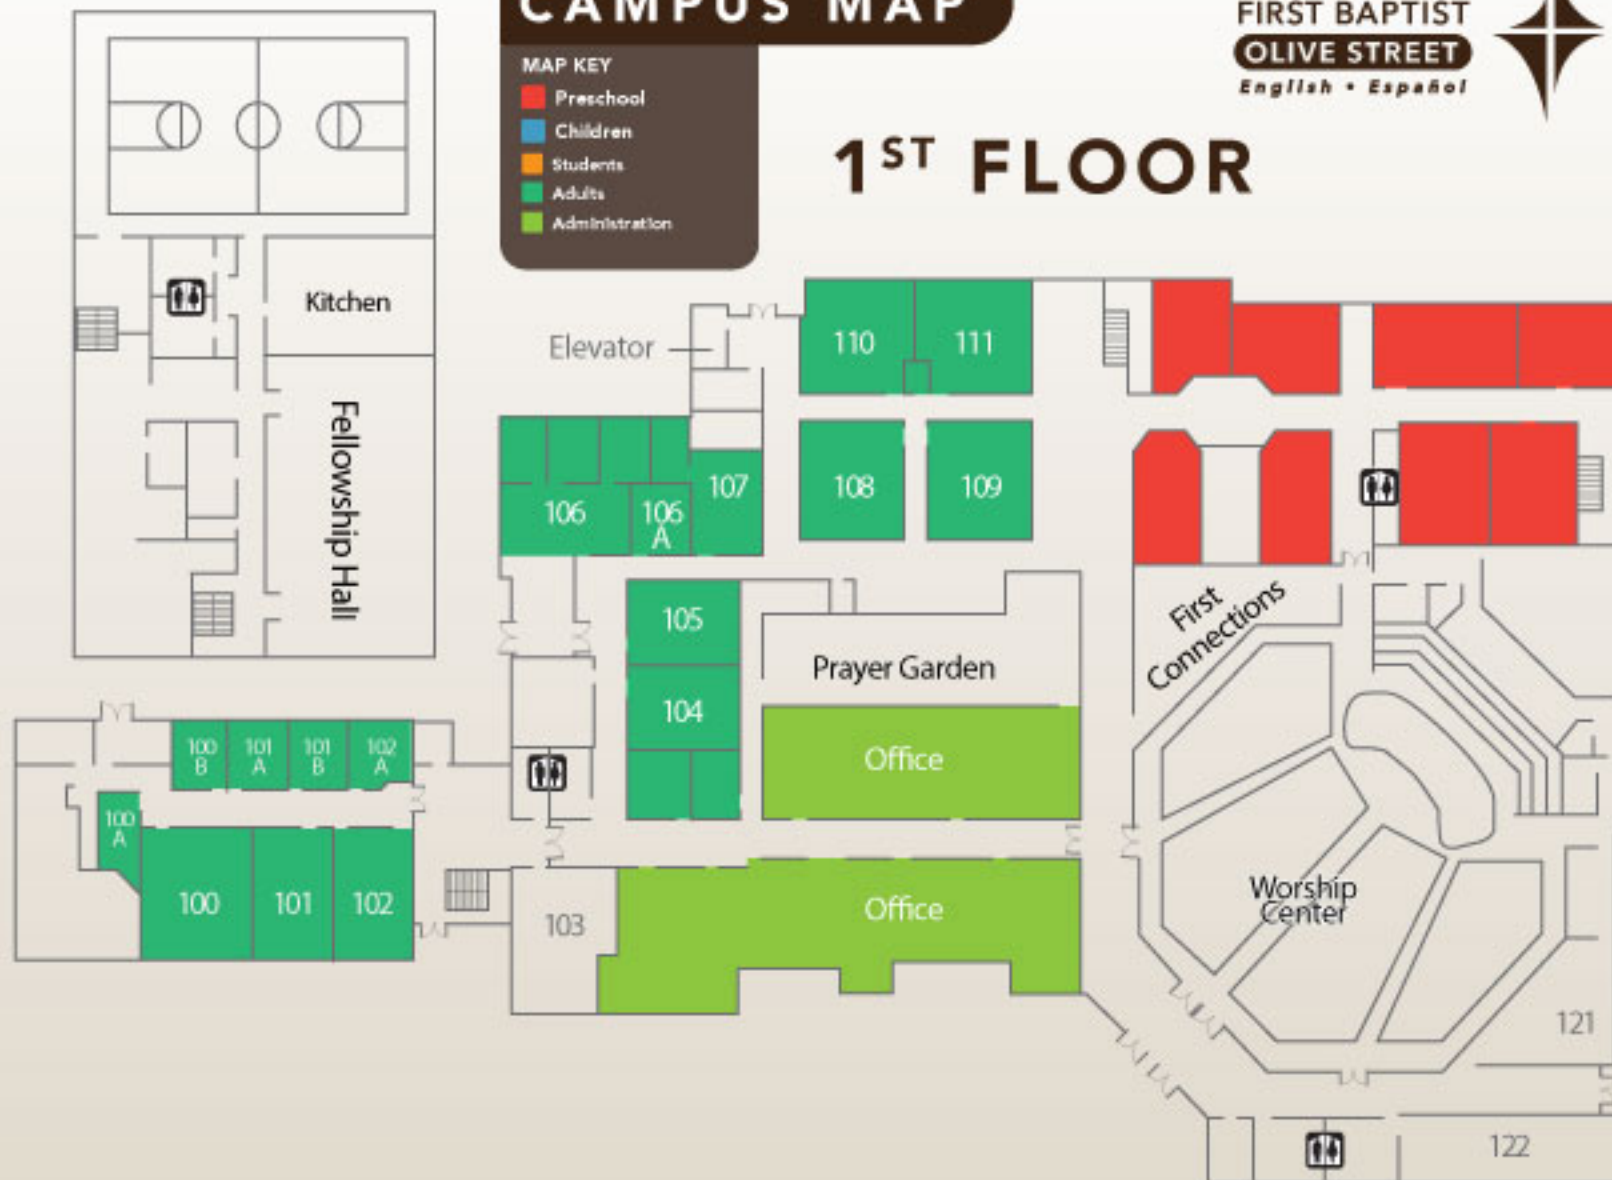 CAMPUS MAP
FIRST BAPTIST
OLIVE STREET
English • Español
MAP KEY
Preschool
Children
Students
Adults
Administration
1ST FLOOR
Kitchen
Elevator
110
111
Fellowship Hall
106
106
A
107
108
109
105
104
First
Connections
Prayer Garden
Office
100
B
101
A
101
B
102
A
100
A
100
101
102
103
Office
Worship
Center
121
122